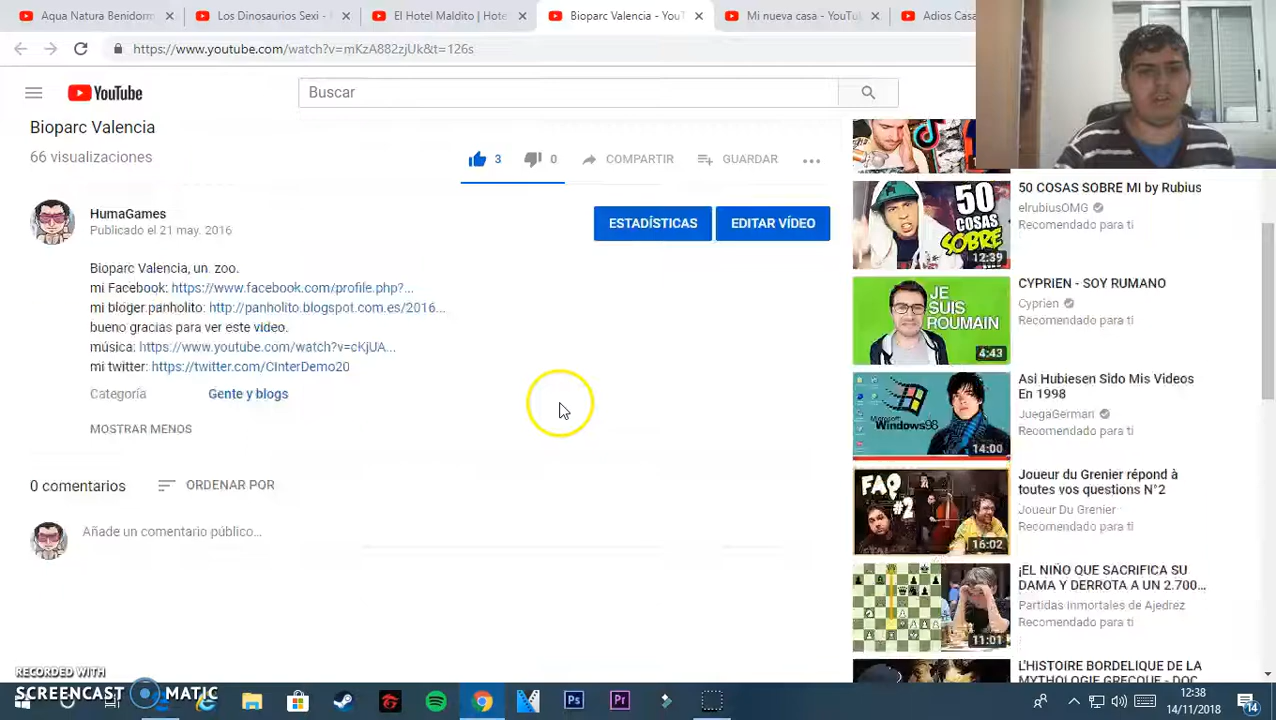 Aqua Natura Benidorm
Los Dinosaurios Sexi -
El Hotel Magico | Hote
Bioparc Valencia - YouT
Mi nueva casa - YouTu
Adios Casa
https://www.youtube.com/watch?v=mKzA882zjUk&t=126s
YouTube
Buscar
Bioparc Valencia
66 visualizaciones
3
0
COMPARTIR
GUARDAR
HumaGames
Publicado el 21 may. 2016
ESTADÍSTICAS
EDITAR VÍDEO
Bioparc Valencia, un zoo.
mi Facebook: https://www.facebook.com/profile.php?...
mi bloger panholito: http://panholito.blogspot.com.es/2016...
bueno gracias para ver este video.
música: https://www.youtube.com/watch?v=cKjUA...
mi twitter: https://twitter.com/CriterDemo20
Categoría
Gente y blogs
MOSTRAR MENOS
0 comentarios
ORDENAR POR
Añade un comentario público...
50
COSAS
SOBRE
12:39
50 COSAS SOBRE MI by Rubius
elrubiusOMG
Recomendado para ti
JE
SUIS
ROUMAIN
4:43
CYPRIEN - SOY RUMANO
Cyprien
Recomendado para ti
Microsoft
Windows98
14:00
Asi Hubiesen Sido Mis Videos
En 1998
JuegaGerman
Recomendado para ti
FAQ
#2
16:02
Joueur du Grenier répond à
toutes vos questions N°2
Joueur Du Grenier
Recomendado para ti
11:01
¡EL NIÑO QUE SACRIFICA SU
DAMA Y DERROTA A UN 2.700...
Partidas Inmortales de Ajedrez
Recomendado para ti
L'HISTOIRE BORDELIQUE DE LA
MYTHOLOGIE GRECQUE - DOC
RECORDED WITH
SCREENCAST MATIC
Ps
Pr
12:38
14/11/2018
14